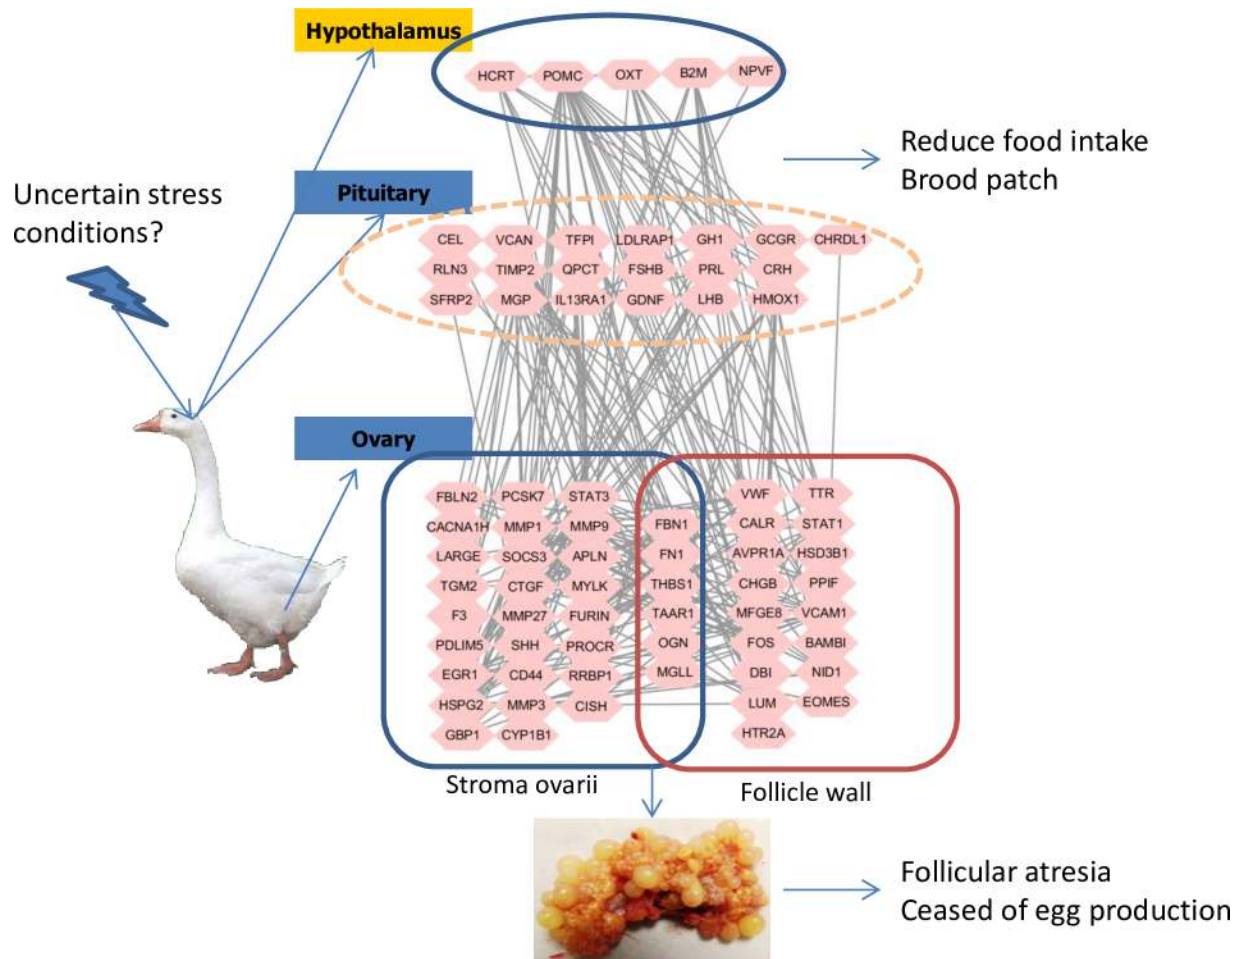 Hypothalamus
HCRT POMC OXT B2M NPVF
Reduce food intake
Brood patch
Pituitary
Uncertain stress
conditions?
CEL VCAN TFPI LDLRAP1 GH1 GCGR CHRDL1
RLN3 TIMP2 QPCT FSHB PRL CRH
SFRP2 MGP IL13RA1 GDNF LHB HMOX1
Ovary
FBLN2 PCSK7 STAT3 VWF TTR
CACNA1H MMP1 MMP9 FBN1 CALR STAT1
LARGE SOCS3 APLN FN1 AVPR1A HSD3B1
TGM2 CTGF MYLK THBS1 CHGB PPIF
F3 MMP27 FURIN TAAR1 MFGE8 VCAM1
PDLIM5 SHH PROCR OGN FOS BAMBI
EGR1 CD44 RRBP1 MGLL DBI NID1
HSPG2 MMP3 CISH LUM EOMES
GBP1 CYP1B1 HTR2A
Stroma ovarii Follicle wall
Follicular atresia
Ceased of egg production